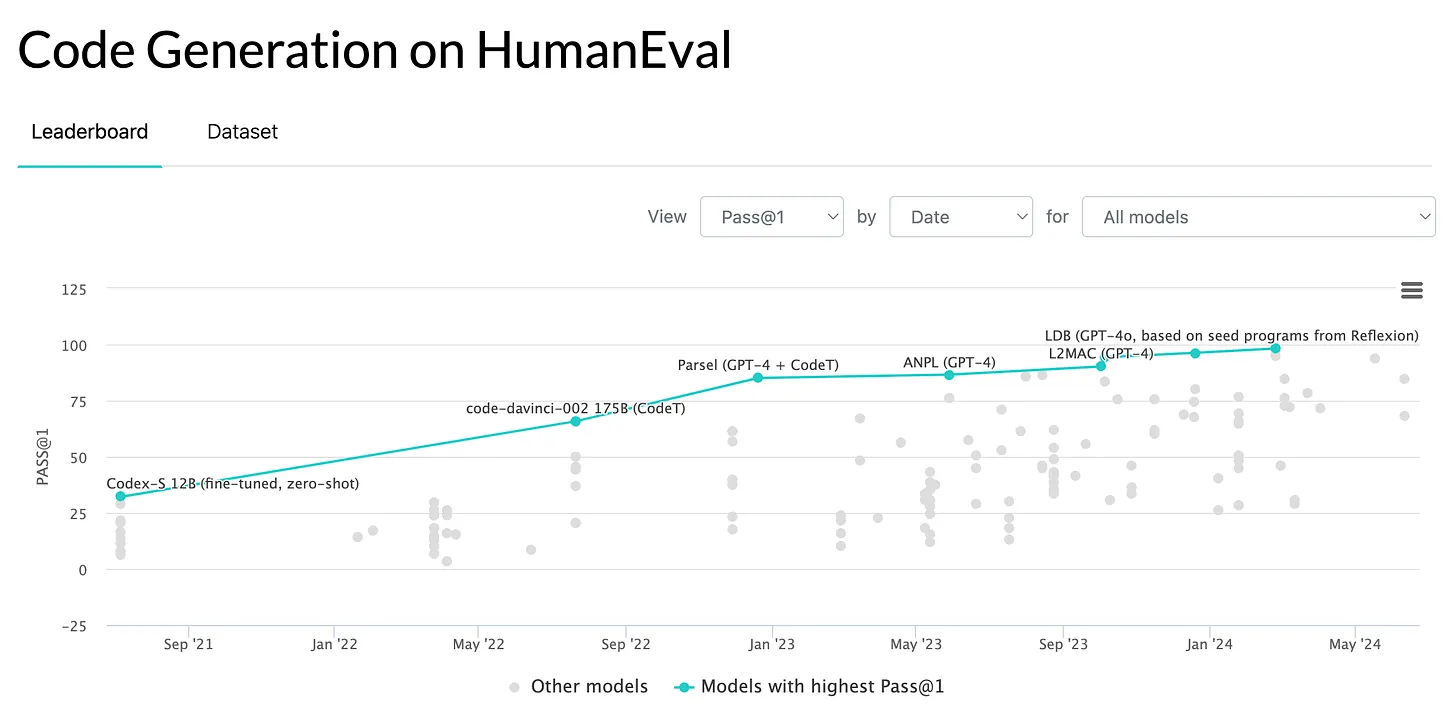 Code Generation on HumanEval
Leaderboard Dataset
View Pass@1 by Date for All models
125
100
75
50
25
0
-25
PASS@1
LDB (GPT-4o, based on seed programs from Reflexion)
L2MAC (GPT-4)
ANPL (GPT-4)
Parsel (GPT-4 + CodeT)
code-davinci-002 175B (CodeT)
Codex-S 12B (fine-tuned, zero-shot)
Sep '21 Jan '22 May '22 Sep '22 Jan '23 May '23 Sep '23 Jan '24 May '24
Other models Models with highest Pass@1